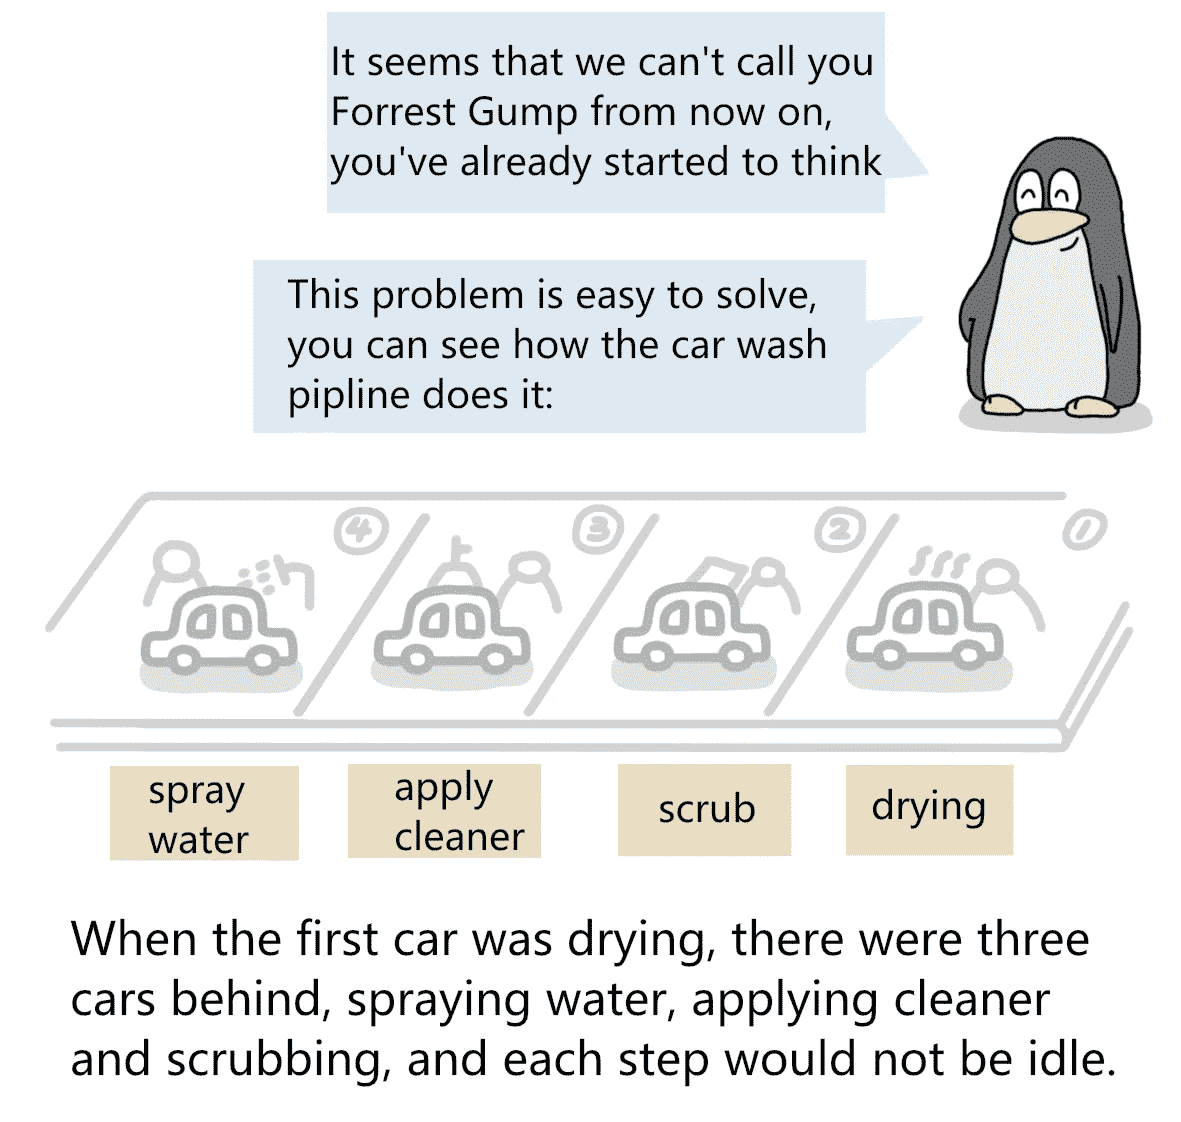 It seems that we can't call you
Forrest Gump from now on,
you've already started to think
This problem is easy to solve,
you can see how the car wash
pipline does it:
④ ③ ② ①
spray
water
apply
cleaner
scrub
drying
When the first car was drying, there were three
cars behind, spraying water, applying cleaner
and scrubbing, and each step would not be idle.